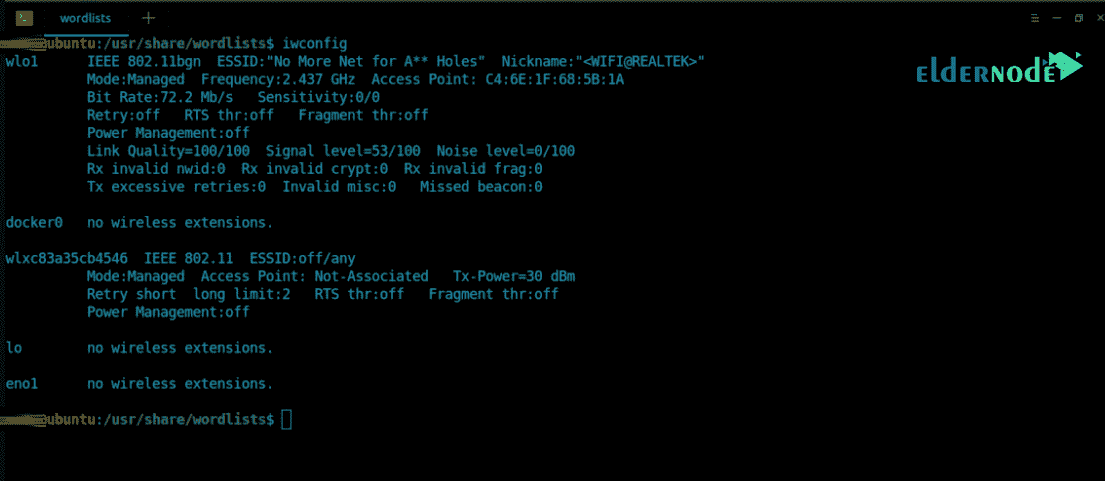 wordlists
ubuntu:/usr/share/wordlists$ iwconfig
wlo1 IEEE 802.11bgn ESSID:"No More Net for A** Holes" Nickname:"<WIFI@REALTEK>"
Mode:Managed Frequency:2.437 GHz Access Point: C4:6E:1F:68:5B:1A
Bit Rate:72.2 Mb/s Sensitivity:0/0
Retry:off RTS thr:off Fragment thr:off
Power Management:off
Link Quality=100/100 Signal level=53/100 Noise level=0/100
Rx invalid nwid:0 Rx invalid crypt:0 Rx invalid frag:0
Tx excessive retries:0 Invalid misc:0 Missed beacon:0
docker0 no wireless extensions.
wlxc83a35cb4546 IEEE 802.11 ESSID:off/any
Mode:Managed Access Point: Not-Associated Tx-Power=30 dBm
Retry short long limit:2 RTS thr:off Fragment thr:off
Power Management:off
lo no wireless extensions.
eno1 no wireless extensions.
ubuntu:/usr/share/wordlists$
elderNode